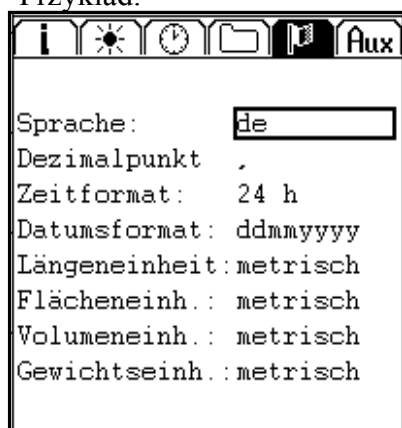 Przykład:
i Aux
Sprache: de
Dezimalpunkt ,
Zeitformat: 24 h
Datumsformat: ddmmyyyy
Längeneinheit: metrisch
Flächeneinh.: metrisch
Volumeneinh.: metrisch
Gewichtseinh.: metrisch